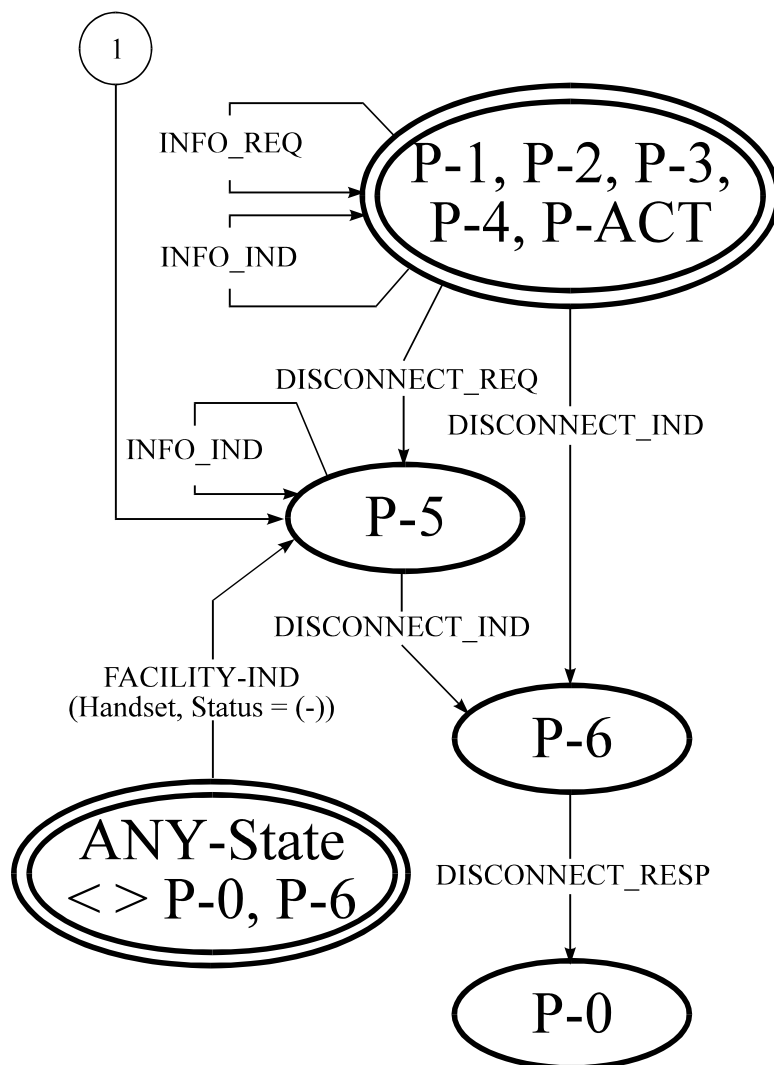 1
INFO_REQ
P-1, P-2, P-3,
P-4, P-ACT
INFO_IND
DISCONNECT_REQ
DISCONNECT_IND
INFO_IND
P-5
DISCONNECT_IND
FACILITY-IND
(Handset, Status = (-))
P-6
ANY-State
< > P-0, P-6
DISCONNECT_RESP
P-0